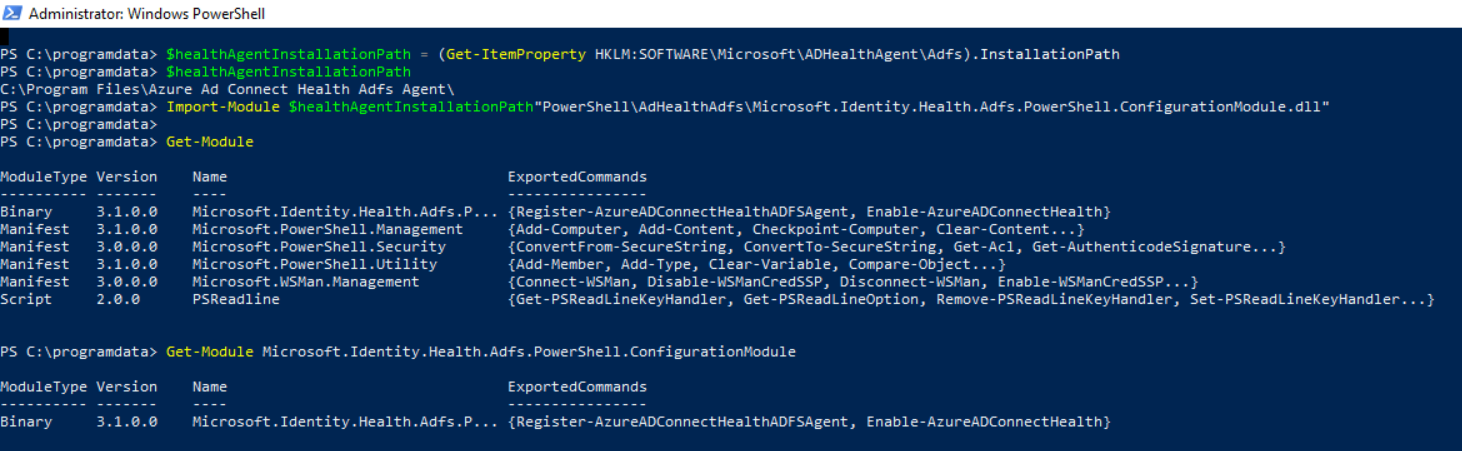 Administrator: Windows PowerShell
PS C:\programdata> $healthAgentInstallationPath = (Get-ItemProperty HKLM:SOFTWARE\Microsoft\ADHealthAgent\Adfs).InstallationPath
PS C:\programdata> $healthAgentInstallationPath
C:\Program Files\Azure Ad Connect Health Adfs Agent\
PS C:\programdata> Import-Module $healthAgentInstallationPath"PowerShell\AdHealthAdfs\Microsoft.Identity.Health.Adfs.PowerShell.ConfigurationModule.dll"
PS C:\programdata>
PS C:\programdata> Get-Module
ModuleType Version    Name                                ExportedCommands
---------- -------    ----                                ----------------
Binary     3.1.0.0    Microsoft.Identity.Health.Adfs.P... {Register-AzureADConnectHealthADFSAgent, Enable-AzureADConnectHealth}
Manifest   3.1.0.0    Microsoft.PowerShell.Management     {Add-Computer, Add-Content, Checkpoint-Computer, Clear-Content...}
Manifest   3.0.0.0    Microsoft.PowerShell.Security       {ConvertFrom-SecureString, ConvertTo-SecureString, Get-Acl, Get-AuthenticodeSignature...}
Manifest   3.1.0.0    Microsoft.PowerShell.Utility        {Add-Member, Add-Type, Clear-Variable, Compare-Object...}
Manifest   3.0.0.0    Microsoft.WSMan.Management          {Connect-WSMan, Disable-WSManCredSSP, Disconnect-WSMan, Enable-WSManCredSSP...}
Script     2.0.0      PSReadline                          {Get-PSReadLineKeyHandler, Get-PSReadLineOption, Remove-PSReadLineKeyHandler, Set-PSReadLineKeyHandler...}
PS C:\programdata> Get-Module Microsoft.Identity.Health.Adfs.PowerShell.ConfigurationModule
ModuleType Version    Name                                ExportedCommands
---------- -------    ----                                ----------------
Binary     3.1.0.0    Microsoft.Identity.Health.Adfs.P... {Register-AzureADConnectHealthADFSAgent, Enable-AzureADConnectHealth}